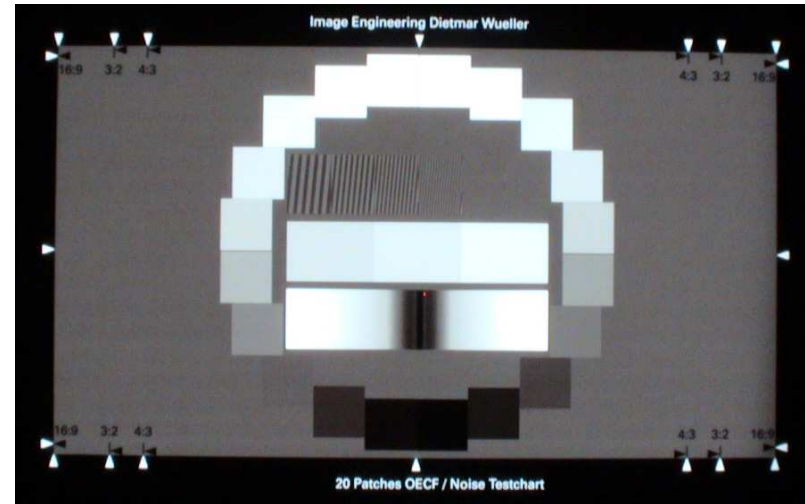 Image Engineering Dietmar Wueller
16:9 3:2 4:3 4:3 3:2 16:9
16:9 3:2 4:3 4:3 3:2 16:9
20 Patches OECF / Noise Testchart